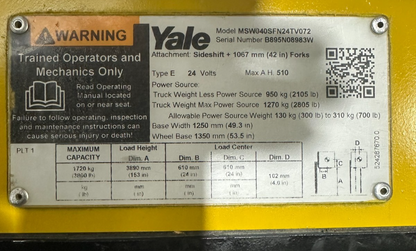 WARNING
Trained Operators and
Mechanics Only
Read Operating
Manual located
on or near seat.
Failure to follow operating, inspection
and maintenance instructions can
cause serious injury or death!
Yale
Model MSW040SFN24TV072
Serial Number B895N08983W
Attachment: Sideshift + 1067 mm (42 in) Forks
Type E 24 Volts Max A H. 510
Power Source:
Truck Weight Less Power Source 950 kg (2105 lb)
Truck Weight Max Power Source 1270 kg (2805 lb)
Allowable Power Source Weight 130 kg (300 lb) to 310 kg (700 lb)
Base Width 1250 mm (49.3 in)
Wheel Base 1350 mm (53.5 in)
PLT 1
MAXIMUM CAPACITY Load Height Dim. A Load Center Dim. B Dim. C Dim. D
3890 mm 610 mm 610 mm 102 mm
(153 in) (24 in) (24 in) (4.0 in)
kg mm mm mm
A
B
C
D